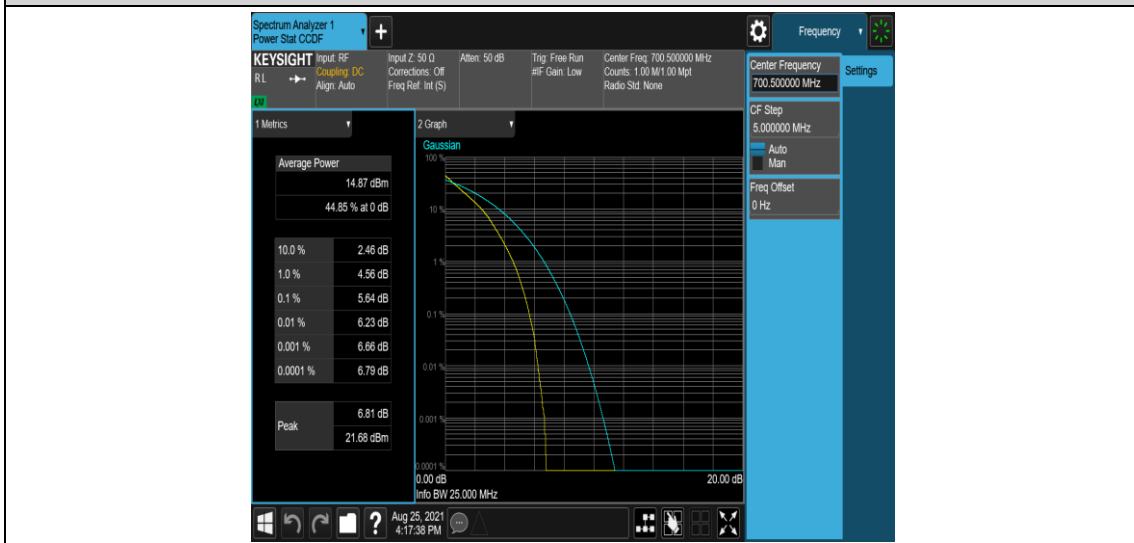 Spectrum Analyzer 1
Power Stat CCDF
Frequency
KEYSIGHT
RL
Input: RF
Coupling: DC
Align: Auto
Input Z: 50 Ω
Corrections: Off
Freq Ref: Int (S)
Atten: 50 dB
Trig: Free Run
#IF Gain: Low
Center Freq: 700.500000 MHz
Counts: 1.00 M/1.00 Mpt
Radio Std: None
Center Frequency
700.500000 MHz
Settings
CF Step
5.000000 MHz
Auto
Man
Freq Offset
0 Hz
1 Metrics
Average Power
14.87 dBm
44.85 % at 0 dB
10.0 % 2.46 dB
1.0 % 4.56 dB
0.1 % 5.64 dB
0.01 % 6.23 dB
0.001 % 6.66 dB
0.0001 % 6.79 dB
Peak
6.81 dB
21.68 dBm
2 Graph
Gaussian
100 %
10 %
1 %
0.1 %
0.01 %
0.001 %
0.0001 %
0.00 dB 20.00 dB
Info BW 25.000 MHz
Aug 25, 2021
4:17:38 PM